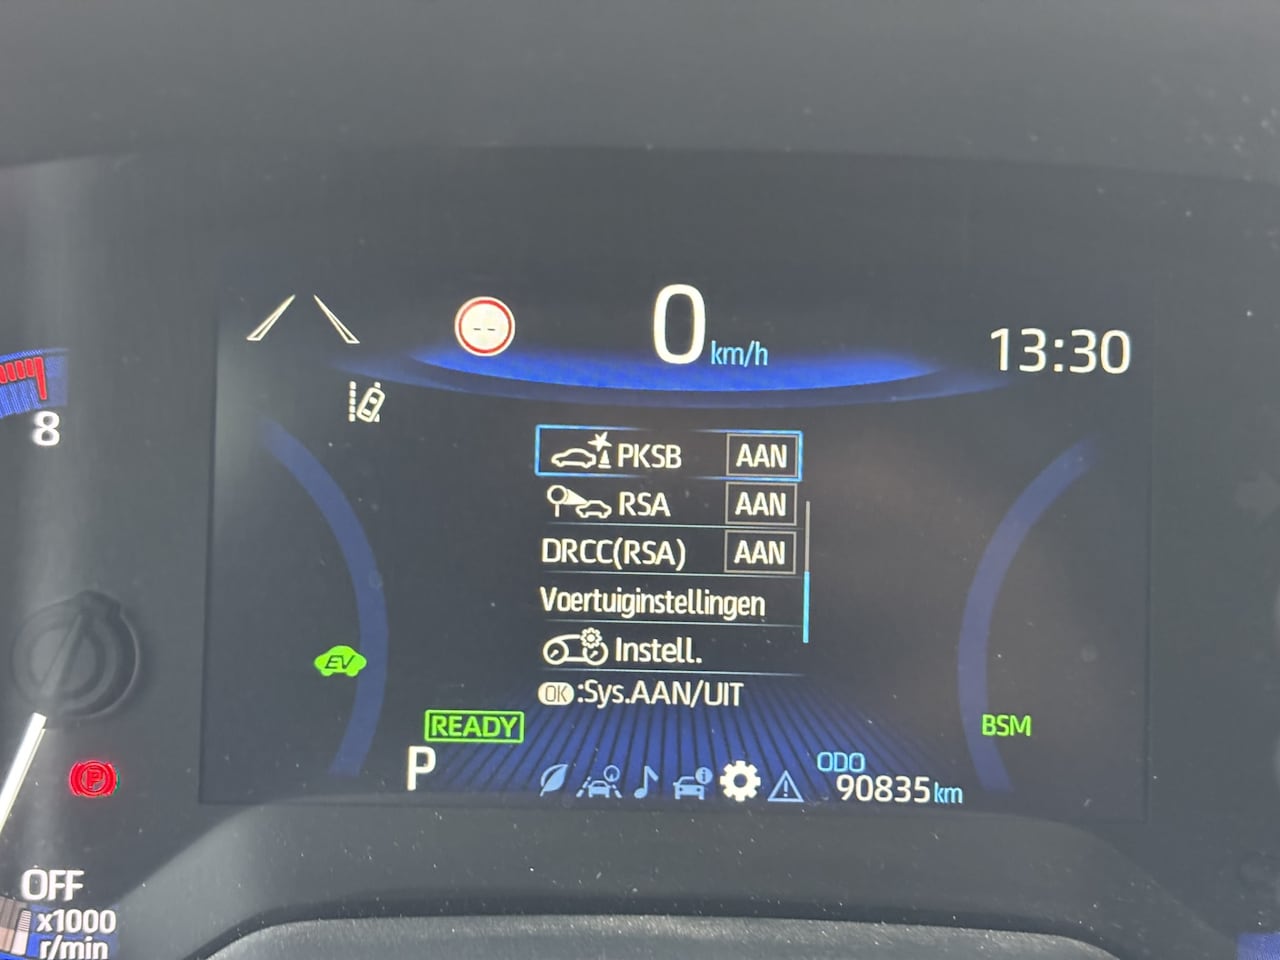 0 km/h
13:30
8
PKSB AAN
RSA AAN
DRCC(RSA) AAN
Voertuiginstellingen
EV
Instell.
OK :Sys.AAN/UIT
READY
BSM
P
P
ODO
90835 km
OFF
x1000
r/min